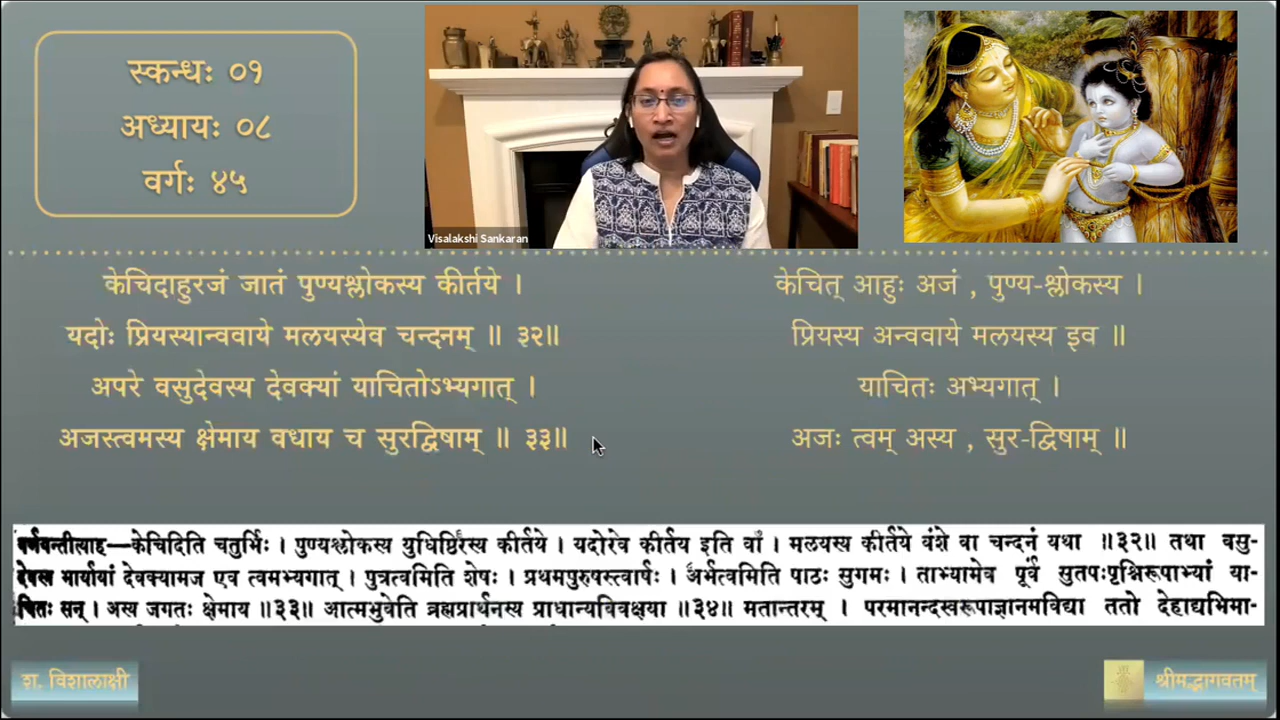 स्कन्धः ०१
अध्यायः ०८
वर्गः ४५
Visalakshi Sankaran
केचिदाहुरजं जातं पुण्यश्लोकस्य कीर्तये ।
यदोः प्रियस्यान्ववाये मलयस्येव चन्दनम् ॥ ३२॥
अपरे वसुदेवस्य देवक्यां याचितोऽभ्यगात् ।
अजस्त्वमस्य क्षेमाय वधाय च सुरद्विषाम् ॥ ३३॥
केचित् आहुः अजं , पुण्य-श्लोकस्य ।
प्रियस्य अन्ववाये मलयस्य इव ॥
याचितः अभ्यगात् ।
अजः त्वम् अस्य , सुर-द्विषाम् ॥
केचिदिति चतुर्भिः । पुण्यश्लोकस्य युधिष्ठिरस्य कीर्तये । यदोरेव कीर्तय इति वा । मलयस्य कीर्तये वंशे वा चन्दनं यथा ॥३२॥ तथा वसु-
देवस्य भार्यायां देवक्यामज एव त्वमभ्यगात् । पुत्रत्वमिति शेषः । प्रथमपुरुषस्त्वार्षः । अर्भत्वमिति पाठः सुगमः । ताभ्यामेव पूर्वं सुतपःपृश्निरूपाभ्यां या-
चितः सन् । अस्य जगतः क्षेमाय ॥३३॥ आत्मभुवेति ब्रह्मप्रार्थनस्य प्राधान्यविवक्षया ॥३४॥ मतान्तरम् । परमानन्दस्वरूपाज्ञानमविद्या ततो देहाद्यभिमा-
श. विशालाक्षी
श्रीमद्भागवतम्